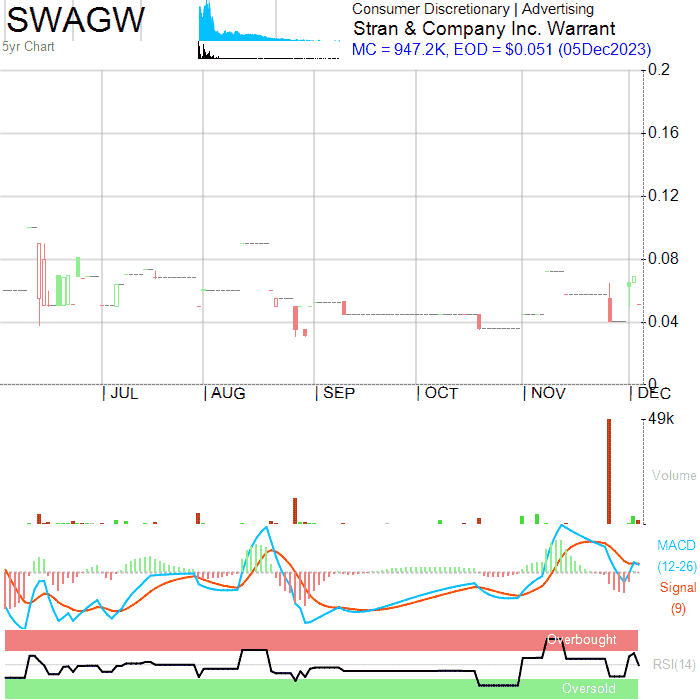 SWAGW
5yr Chart
Consumer Discretionary | Advertising
Stran & Company Inc. Warrant
MC = 947.2K, EOD = $0.051 (05Dec2023)
0.2
0.16
0.12
0.08
0.04
0
JUL
AUG
SEP
OCT
NOV
DEC
49k
Volume
MACD
(12-26)
Signal
(9)
Overbought
RSI(14)
Oversold